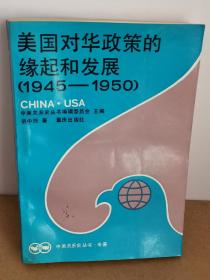 美国对华政策的
缘起和发展
(1945—1950)
CHINA·USA
中美关系史丛书编辑委员会 主编
资中筠 著 重庆出版社
中美关系史丛书·专著